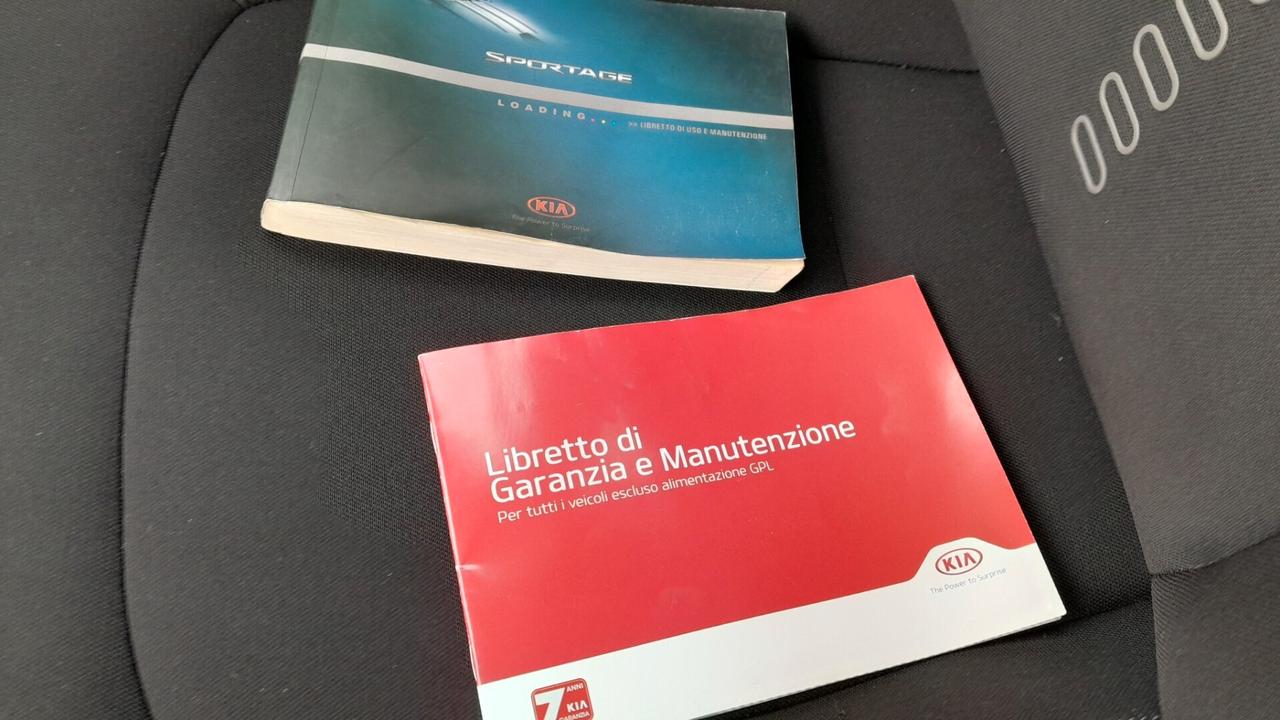 SPORTAGE
LOADING...
>> LIBRETTO DI USO E MANUTENZIONE
KIA
The Power to Surprise
Libretto di
Garanzia e Manutenzione
Per tutti i veicoli escluso alimentazione GPL
KIA
The Power to Surprise
7 ANNI
KIA
GARANZIA